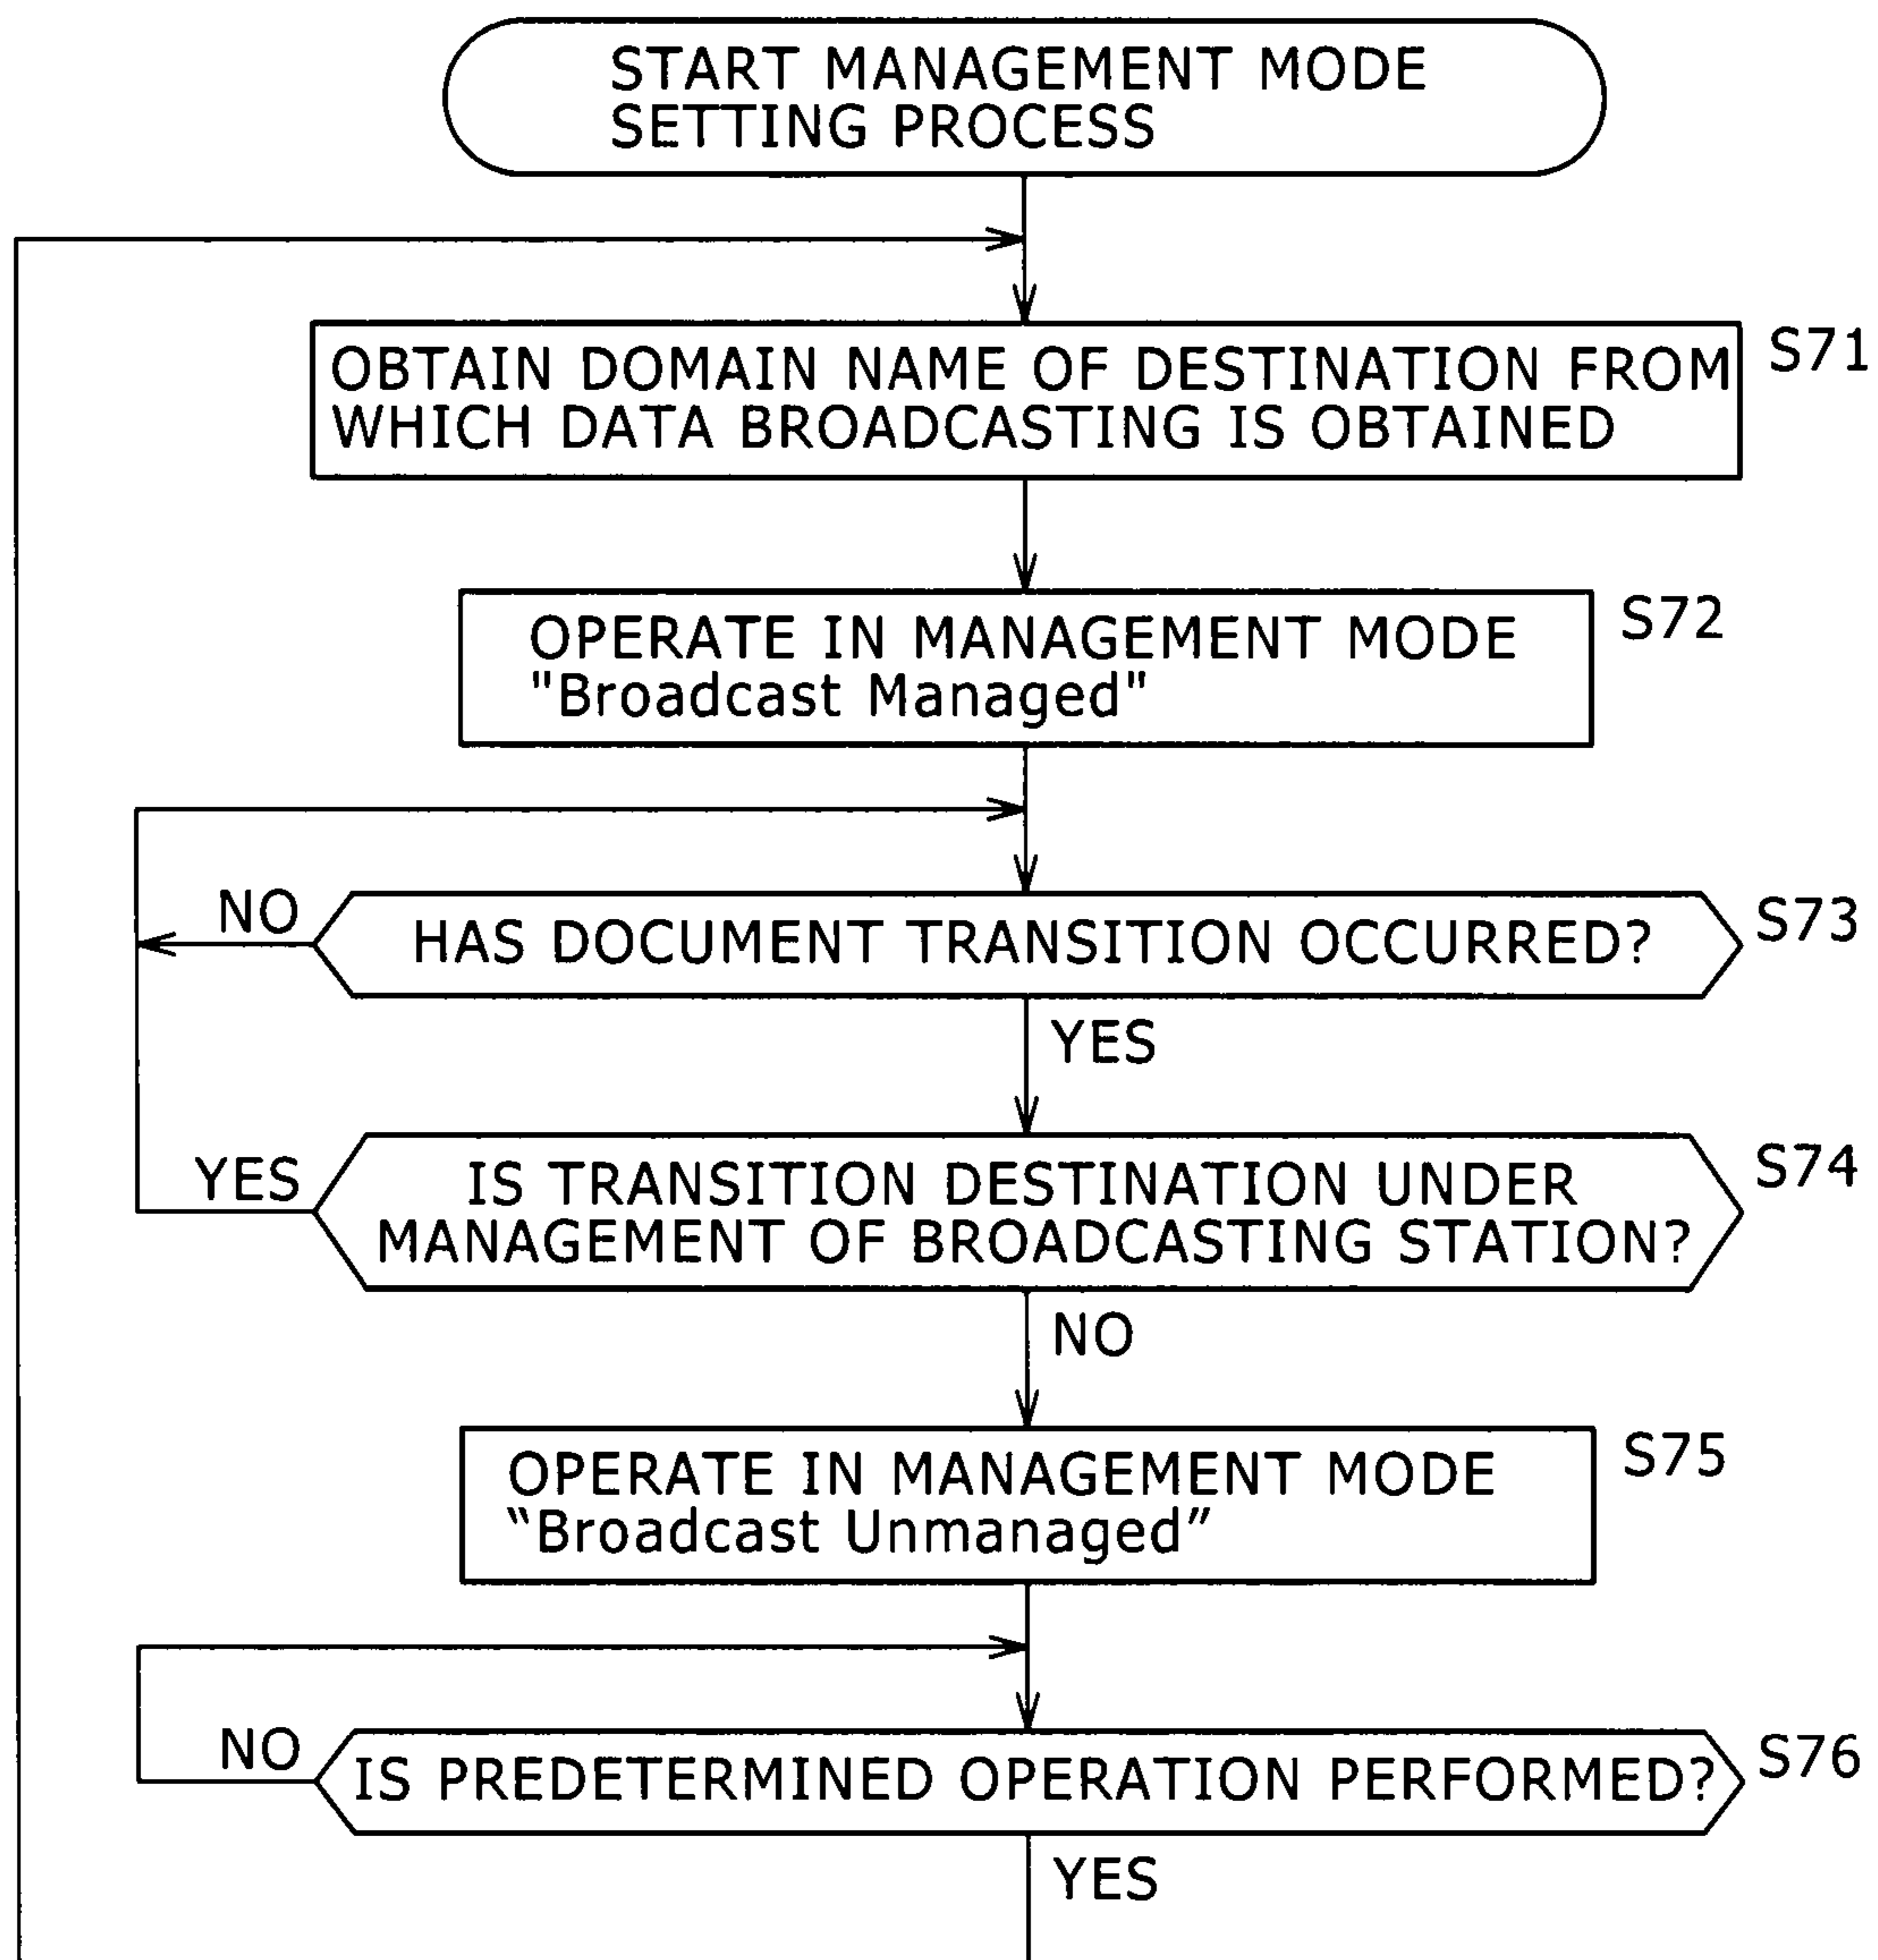 START MANAGEMENT MODE
SETTING PROCESS
OBTAIN DOMAIN NAME OF DESTINATION FROM
WHICH DATA BROADCASTING IS OBTAINED
S71
OPERATE IN MANAGEMENT MODE
"Broadcast Managed"
S72
NO
HAS DOCUMENT TRANSITION OCCURRED?
S73
YES
YES
IS TRANSITION DESTINATION UNDER
MANAGEMENT OF BROADCASTING STATION?
S74
NO
OPERATE IN MANAGEMENT MODE
“Broadcast Unmanaged”
S75
NO
IS PREDETERMINED OPERATION PERFORMED?
S76
YES